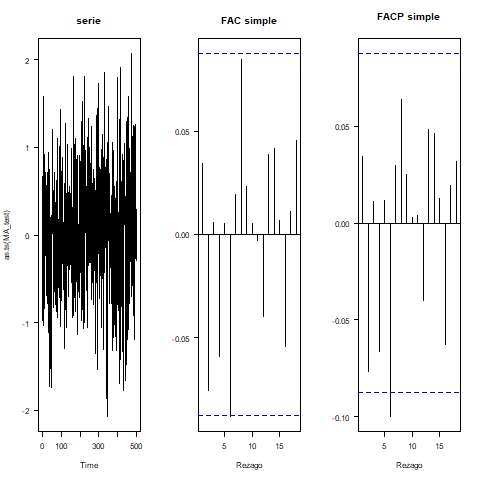 serie
FAC simple
FACP simple
as.ts(MA_test)
2
1
0
-1
-2
0 100 300 500
Time
0.05
0.00
-0.05
5 10 15
Rezago
0.05
0.00
-0.05
-0.10
5 10 15
Rezago